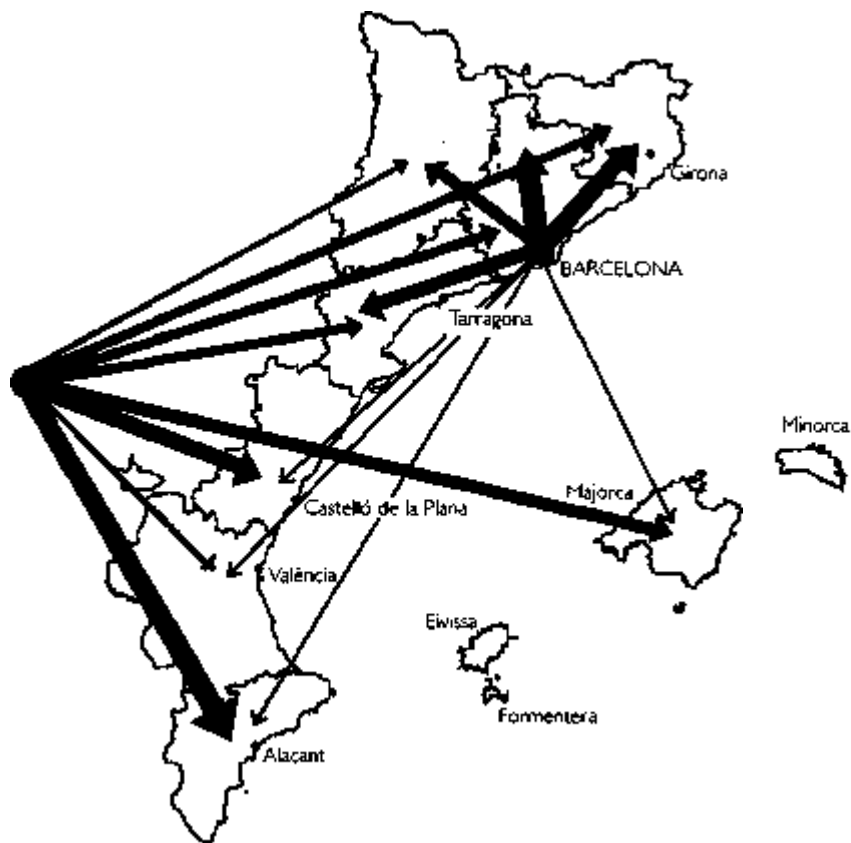 Girona
BARCELONA
Tarragona
Minorca
Majorca
Castelló de la Plana
València
Eivissa
Formentera
Alaçant